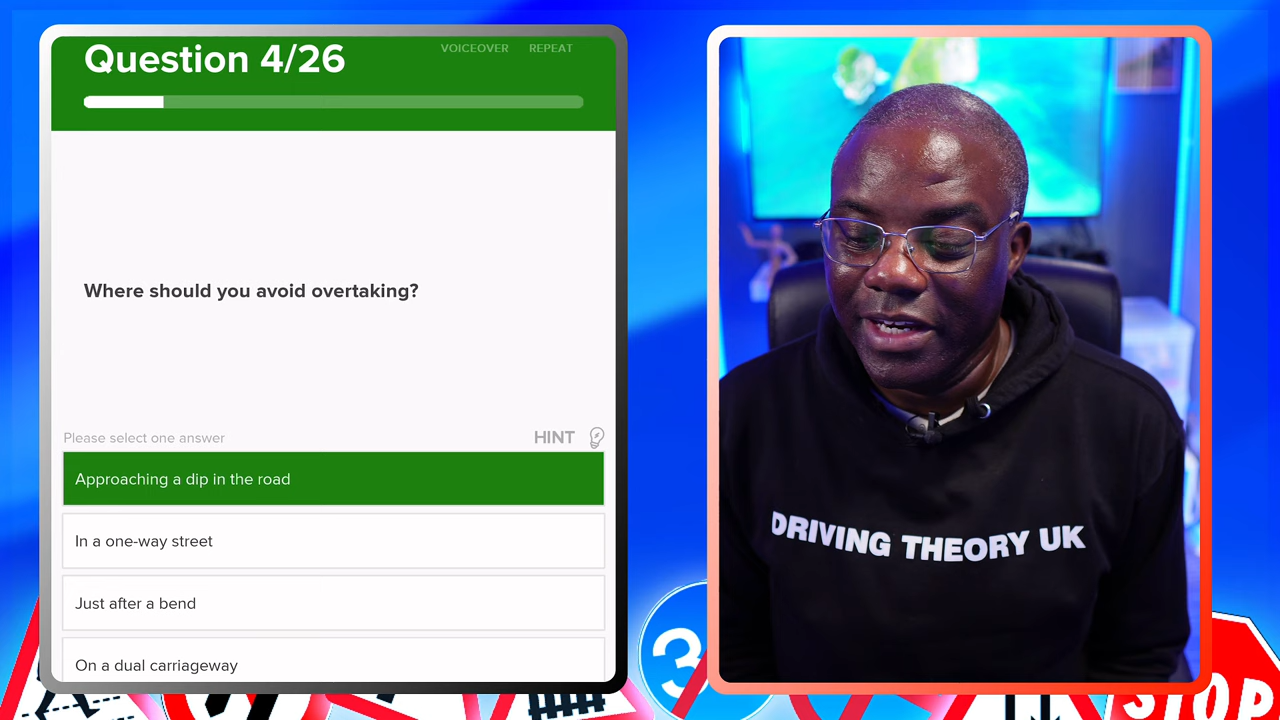 Question 4/26
VOICEOVER
REPEAT
Where should you avoid overtaking?
Please select one answer
HINT
Approaching a dip in the road
In a one-way street
Just after a bend
On a dual carriageway
DRIVING THEORY UK
3
STOP